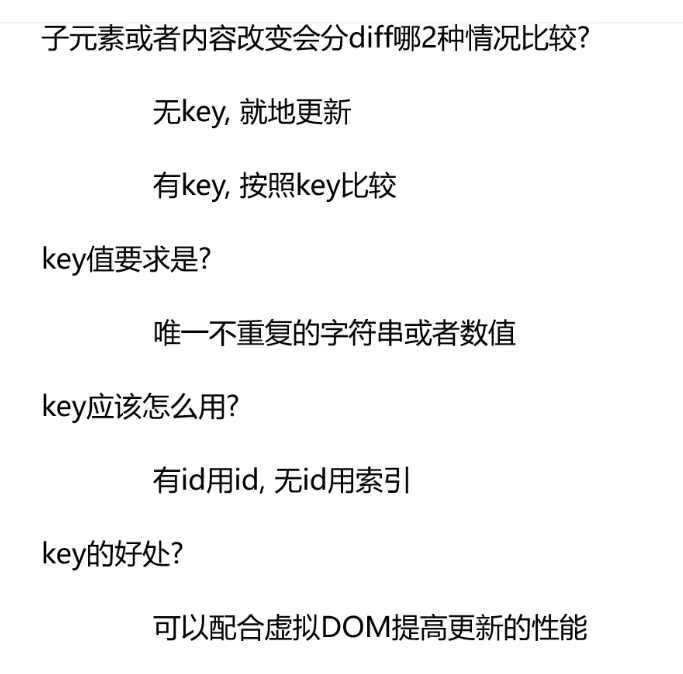 子元素或者内容改变会分diff哪2种情况比较?
无key, 就地更新
有key, 按照key比较
key值要求是?
唯一不重复的字符串或者数值
key应该怎么用?
有id用id, 无id用索引
key的好处?
可以配合虚拟DOM提高更新的性能